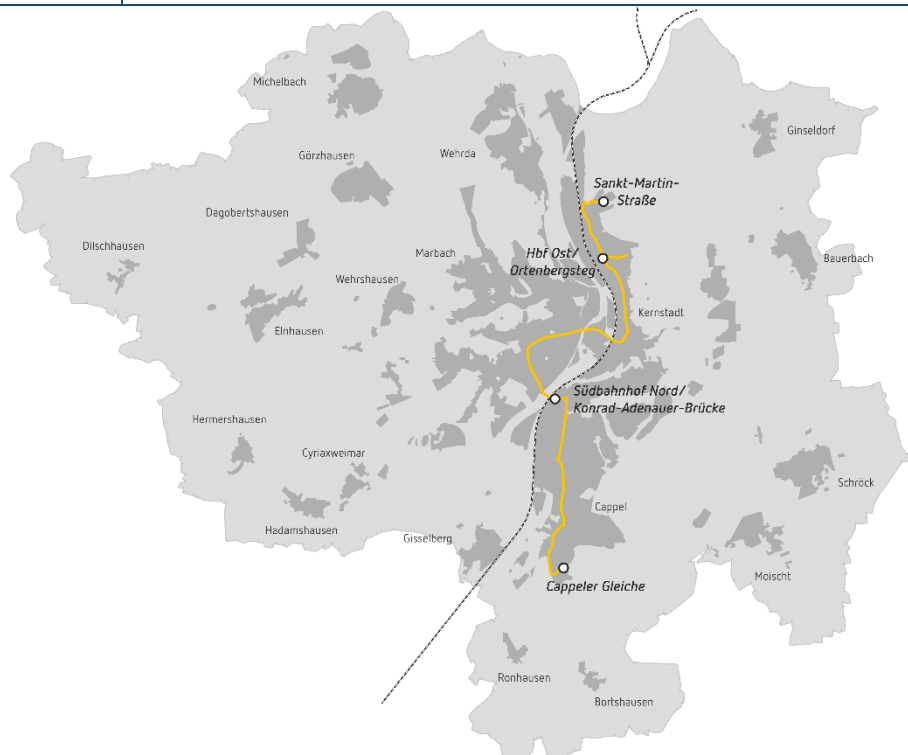 Michelbach
Ginseldorf
Görzhausen
Wehrda
Sankt-Martin-
Straße
Dagobertshausen
Dilschhausen
Marbach
Hbf Ost/
Ortenbergsteg
Bauerbach
Wehrshausen
Kernstadt
Elnhausen
Südbahnhof Nord/
Konrad-Adenauer-Brücke
Hermershausen
Cyriaxweimar
Schröck
Cappel
Hadamshausen
Gisselberg
Moischt
Cappeler Gleiche
Ronhausen
Bortshausen